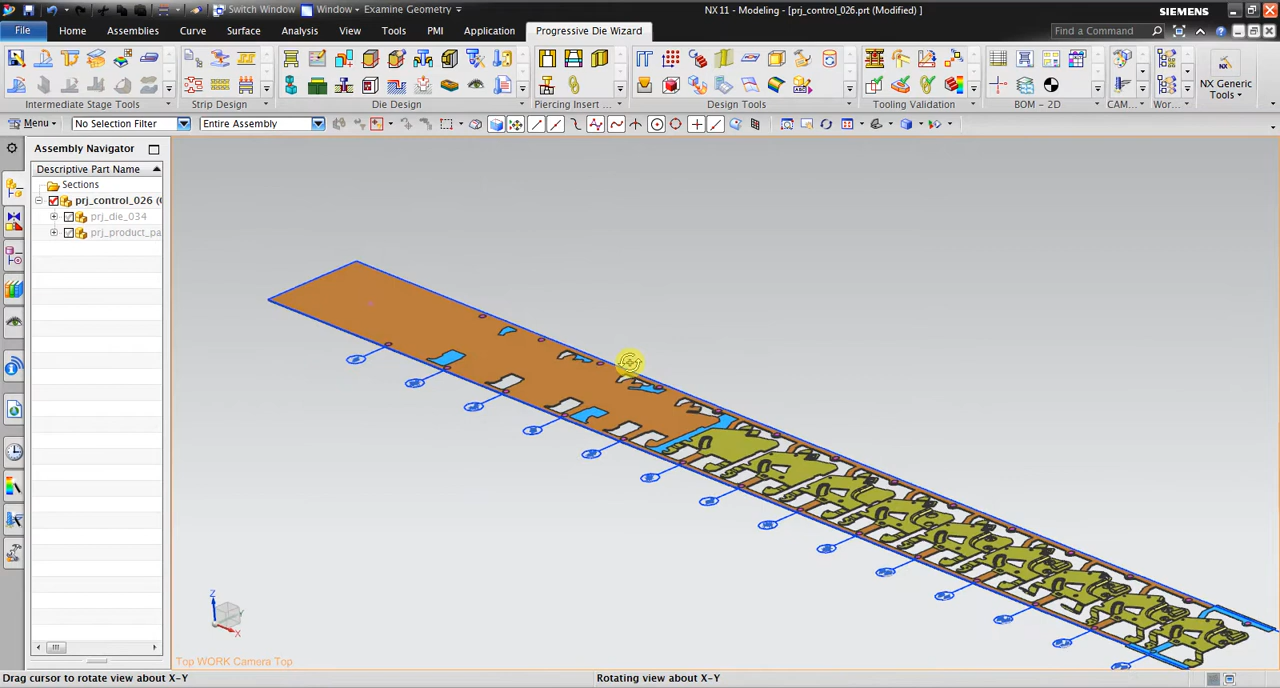 Switch Window Window Examine Geometry NX 11 - Modeling - [prj_control_026.prt (Modified) ] SIEMENS
File Home Assemblies Curve Surface Analysis View Tools PMI Application Progressive Die Wizard Find a Command
NX Generic
Tools
Intermediate Stage Tools Strip Design Die Design Piercing Insert ... Design Tools Tooling Validation BOM - 2D CAM... Wor...
Menu No Selection Filter Entire Assembly
Assembly Navigator
Descriptive Part Name
Sections
prj_control_026 (
prj_die_034
prj_product_pa
Z
Y
X
Top WORK Camera Top
Drag cursor to rotate view about X-Y Rotating view about X-Y